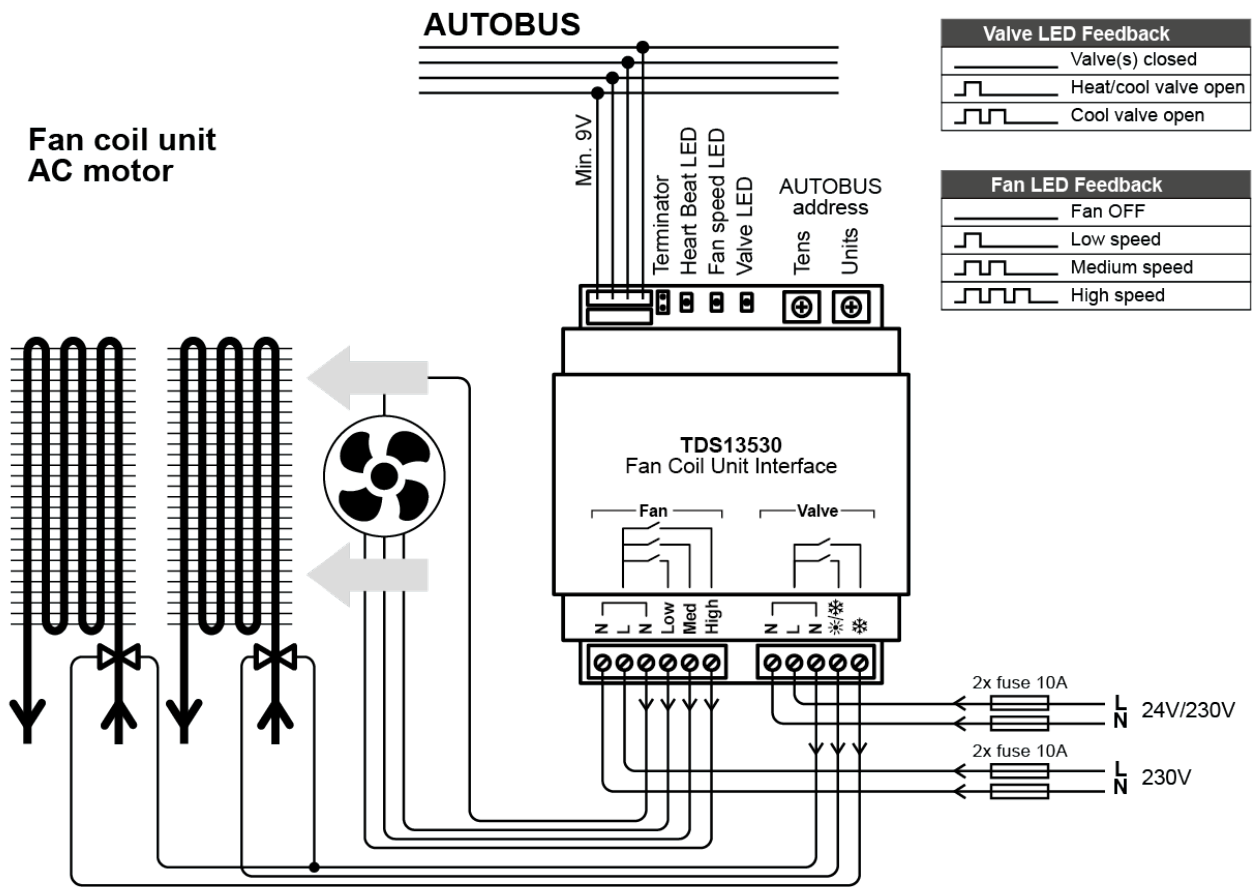 AUTOBUS
Fan coil unit
AC motor
Valve LED Feedback
Valve(s) closed
Heat/cool valve open
Cool valve open
Fan LED Feedback
Fan OFF
Low speed
Medium speed
High speed
Min. 9V
Terminator
Heart Beat LED
Fan speed LED
Valve LED
AUTOBUS
address
Tens
Units
TDS13530
Fan Coil Unit Interface
Fan
Valve
N
L
N
Low
Med
High
N
L
N
2x fuse 10A
L
N
24V/230V
2x fuse 10A
L
N
230V